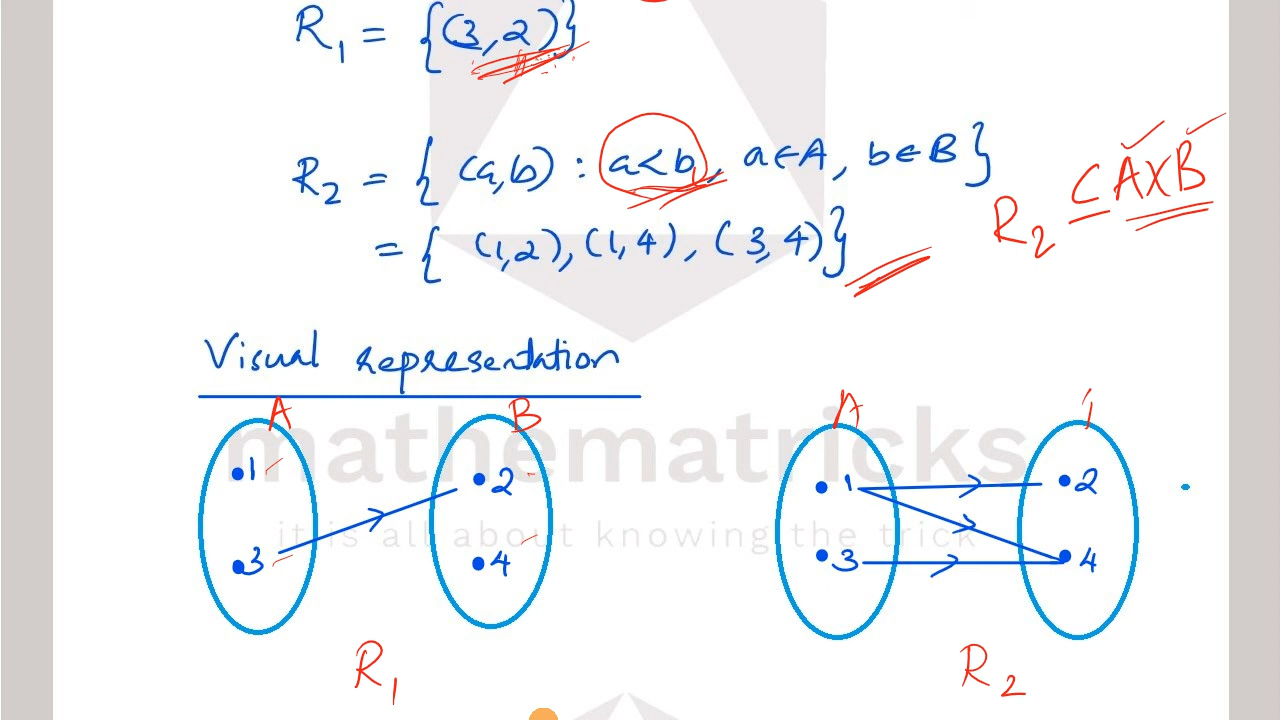 R₁ = {(3,2)}
R₂ = { (a,b) : a<b, a∈A, b∈B }
= { (1,2), (1,4), (3,4)}
R₂ ⊂ A×B
Visual representation
A B A
mathematricks
•1 •2 •1 •2
it is all about knowing the trick
•3 •4 •3 •4
R₁ R₂